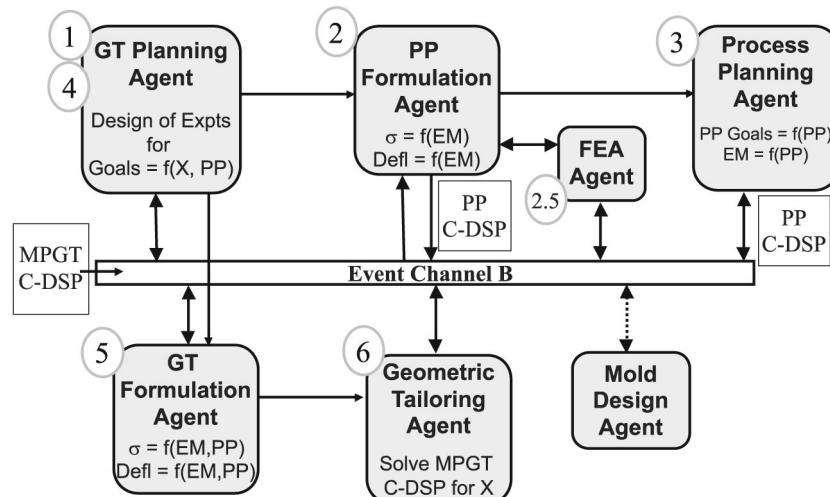 1
GT Planning
Agent
4
Design of Expts
for
Goals = f(X, PP)
2
PP
Formulation
Agent
σ = f(EM)
Defl = f(EM)
3
Process
Planning
Agent
PP Goals = f(PP)
EM = f(PP)
FEA
Agent
2.5
PP
C-DSP
PP
C-DSP
MPGT
C-DSP
Event Channel B
5
GT
Formulation
Agent
σ = f(EM,PP)
Defl = f(EM,PP)
6
Geometric
Tailoring
Agent
Solve MPGT
C-DSP for X
Mold
Design
Agent